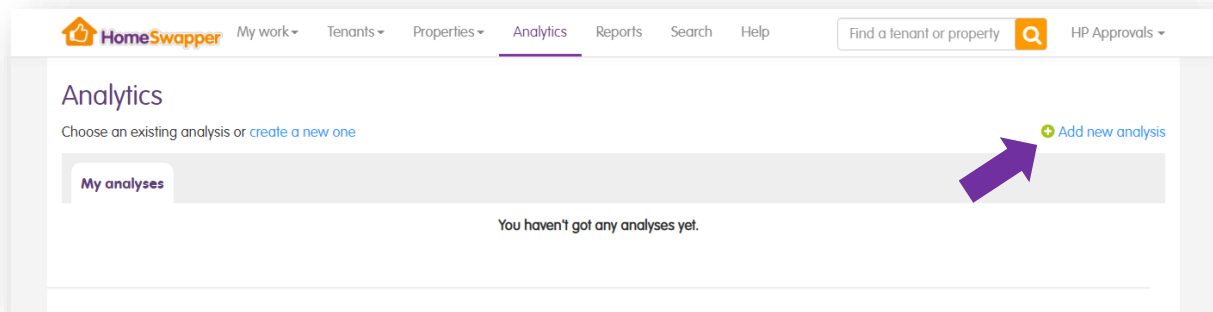 HomeSwapper My work Tenants Properties Analytics Reports Search Help Find a tenant or property HP Approvals
Analytics
Choose an existing analysis or create a new one Add new analysis
My analyses
You haven't got any analyses yet.